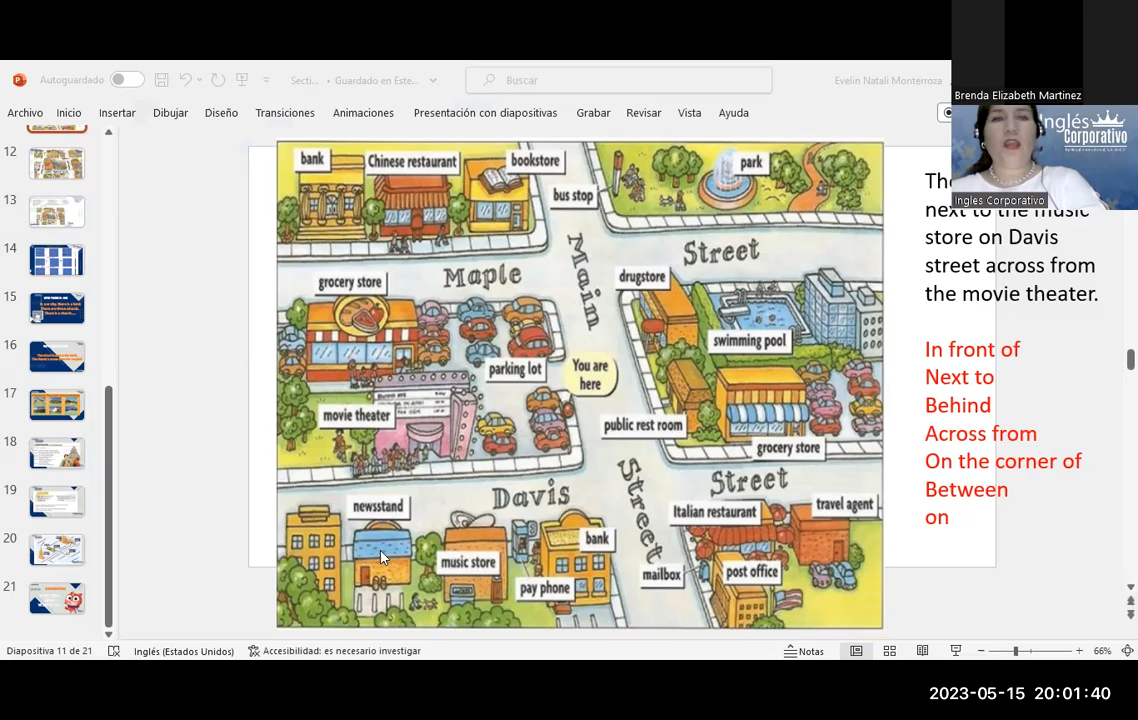 Autoguardado
Secti... • Guardado en Este...
Buscar
Evelin Natali Monterroza
Brenda Elizabeth Martinez
Archivo Inicio Insertar Dibujar Diseño Transiciones Animaciones Presentación con diapositivas Grabar Revisar Vista Ayuda
Inglés
Corporativo
Ingles Corporativo
12
13
14
15
16
17
18
19
20
21
bank
Chinese restaurant
bookstore
bus stop
park
Maple
Street
Main
grocery store
drugstore
swimming pool
parking lot
You are
here
movie theater
public rest room
grocery store
Davis
Street
Street
newsstand
Italian restaurant
travel agent
music store
bank
pay phone
mailbox
post office
next to the music
store on Davis
street across from
the movie theater.
In front of
Next to
Behind
Across from
On the corner of
Between
on
Diapositiva 11 de 21 Inglés (Estados Unidos) Accesibilidad: es necesario investigar Notas 66%
2023-05-15 20:01:40